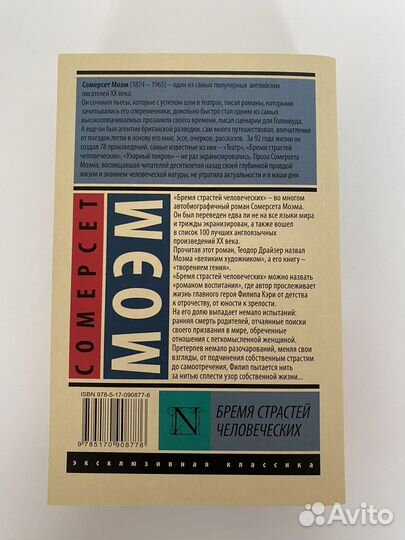 Сомерсет Моэм (1874 – 1965) – один из самых популярных английских
писателей XX века.
Он сочинял пьесы, которые с успехом шли в театрах, писал романы, которыми
зачитывались его современники, довольно быстро стал одним из самых
высокооплачиваемых прозаиков своего времени, писал сценарии для Голливуда.
А еще он был агентом британской разведки, сам много путешествовал, впечатления
от поездок легли в основу его книг, эссе, очерков, рассказов. За 92 года жизни он
создал 78 произведений, самые известные из них – «Театр», «Бремя страстей
человеческих», «Узорный покров» – не раз экранизировались. Проза Сомерсета
Моэма, восхищавшая читателей десятилетия назад своей глубинной правдой
жизни и знанием человеческой натуры, не утратила актуальности и в наши дни.
СОМЕРСЕТ
МОЭМ
«Бремя страстей человеческих» – во многом
автобиографичный роман Сомерсета Моэма.
Он был переведен едва ли не на все языки мира
и трижды экранизирован, а также вошел
в список 100 лучших англоязычных
произведений XX века.
Прочитав этот роман, Теодор Драйзер назвал
Моэма «великим художником», а его книгу –
«творением гения».
«Бремя страстей человеческих» можно назвать
«романом воспитания», где автор прослеживает
жизнь главного героя Филипа Кэри от детства
к отрочеству, от юности к зрелости.
На его долю выпадает немало испытаний:
ранняя смерть родителей, отчаянные поиски
своего призвания в мире, обреченные
отношения с легкомысленной женщиной.
Претерпев немало разочарований, меняя свои
взгляды, от подчинения собственным страстям
до самоотречения, Филип пытается нить
за нитью сплести узор собственной жизни...
ISBN 978-5-17-090877-6
9 785170 908776
N
БРЕМЯ СТРАСТЕЙ
ЧЕЛОВЕЧЕСКИХ
эксклюзивная классика
Avito